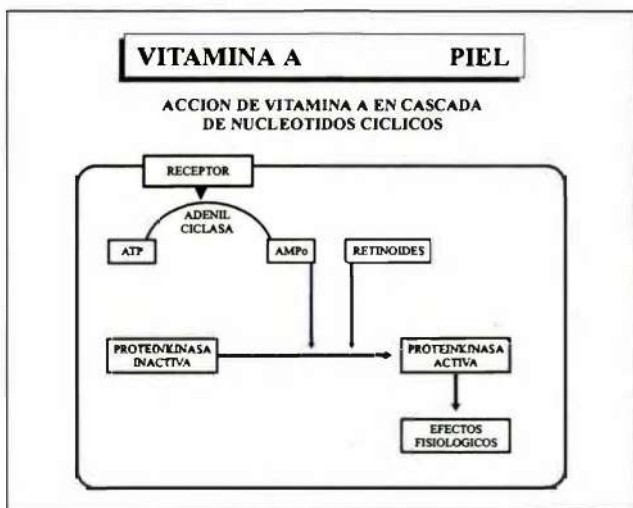 VITAMINA A PIEL
ACCION DE VITAMINA A EN CASCADA
DE NUCLEOTIDOS CICLICOS
RECEPTOR
ADENIL
CICLASA
ATP
AMPo
RETINOIDES
PROTEINKINASA
INACTIVA
PROTEINKINASA
ACTIVA
EFECTOS
FISIOLOGICOS